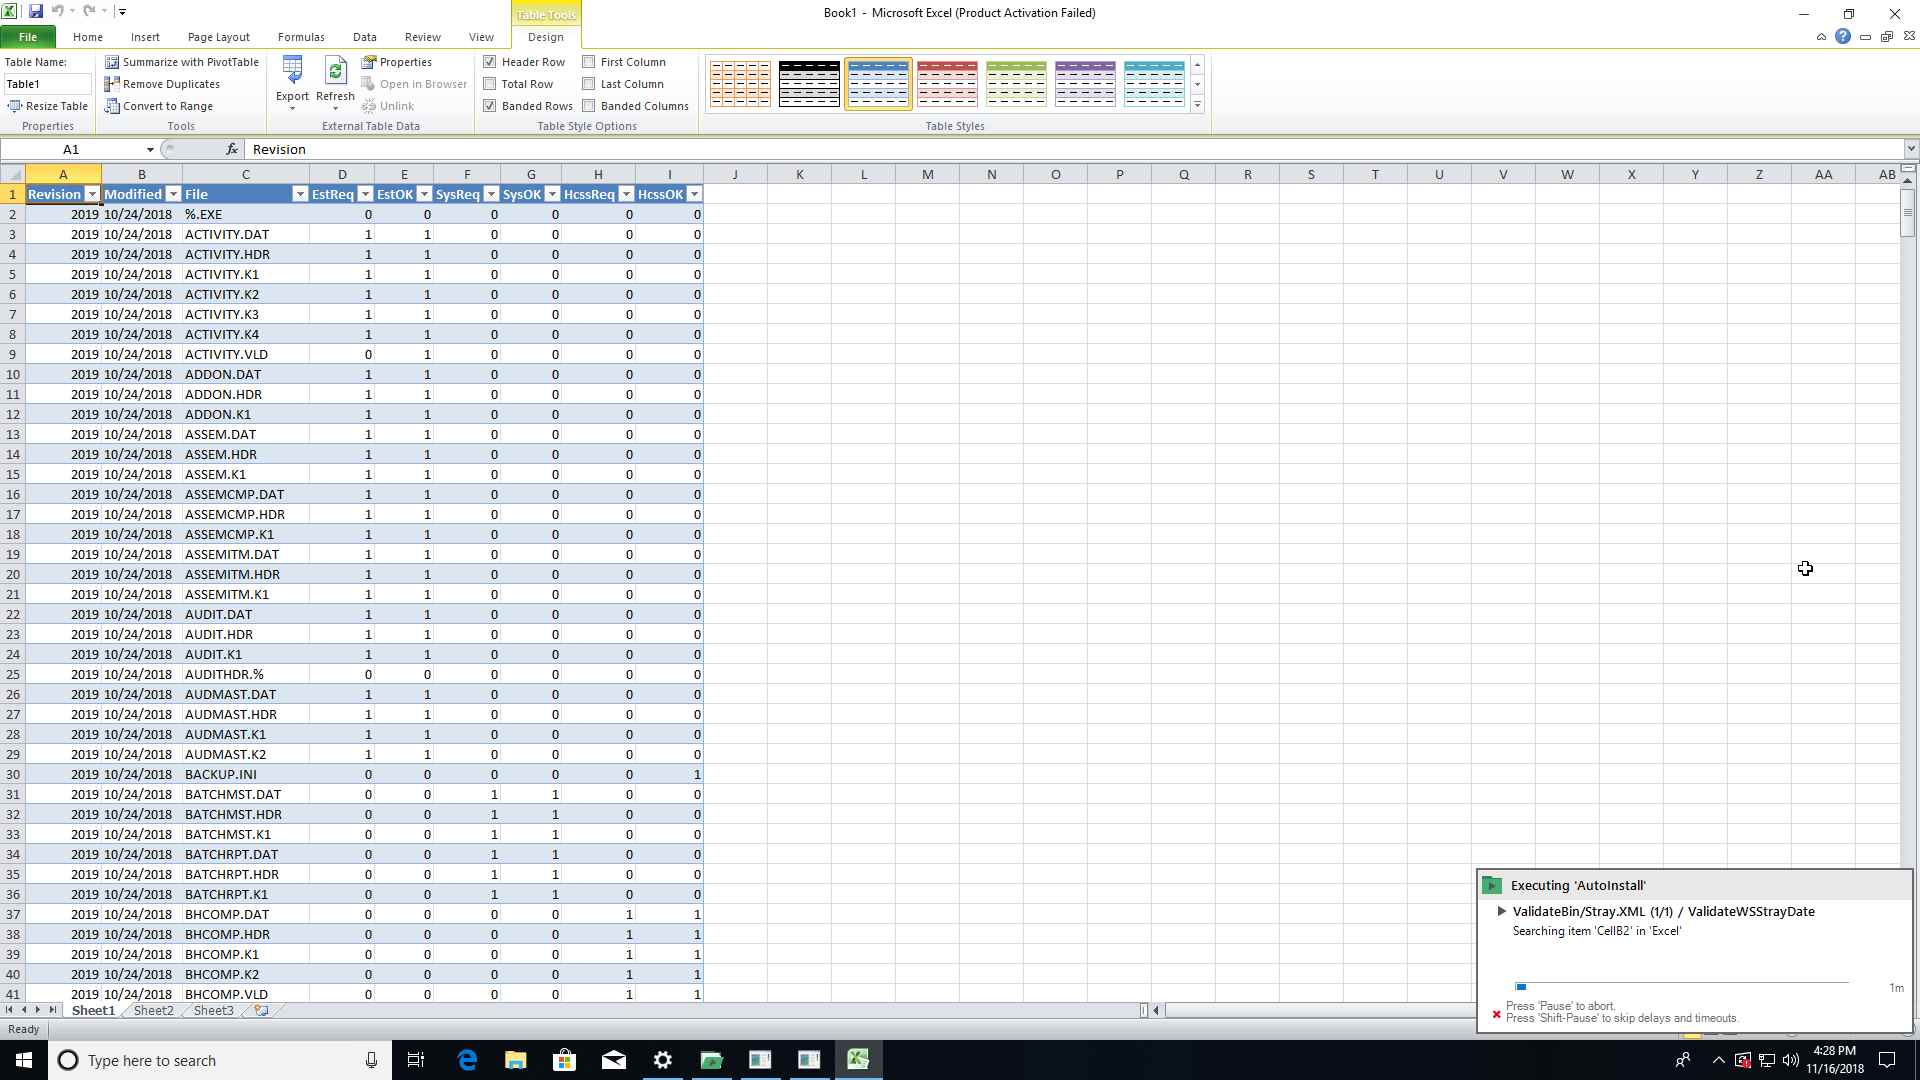 Table Tools
Book1 - Microsoft Excel (Product Activation Failed)
File Home Insert Page Layout Formulas Data Review View Design
Table Name:
Table1
Resize Table
Properties
Summarize with PivotTable
Remove Duplicates
Convert to Range
Tools
Export
Refresh
Properties
Open in Browser
Unlink
External Table Data
Header Row First Column
Total Row Last Column
Banded Rows Banded Columns
Table Style Options
Table Styles
A1 fx Revision
A B C D E F G H I J K L M N O P Q R S T U V W X Y Z AA AB
1 Revision Modified File EstReq EstOK SysReq SysOK HcssReq HcssOK
2 2019 10/24/2018 %.EXE 0 0 0 0 0 0
3 2019 10/24/2018 ACTIVITY.DAT 1 1 0 0 0 0
4 2019 10/24/2018 ACTIVITY.HDR 1 1 0 0 0 0
5 2019 10/24/2018 ACTIVITY.K1 1 1 0 0 0 0
6 2019 10/24/2018 ACTIVITY.K2 1 1 0 0 0 0
7 2019 10/24/2018 ACTIVITY.K3 1 1 0 0 0 0
8 2019 10/24/2018 ACTIVITY.K4 1 1 0 0 0 0
9 2019 10/24/2018 ACTIVITY.VLD 0 1 0 0 0 0
10 2019 10/24/2018 ADDON.DAT 1 1 0 0 0 0
11 2019 10/24/2018 ADDON.HDR 1 1 0 0 0 0
12 2019 10/24/2018 ADDON.K1 1 1 0 0 0 0
13 2019 10/24/2018 ASSEM.DAT 1 1 0 0 0 0
14 2019 10/24/2018 ASSEM.HDR 1 1 0 0 0 0
15 2019 10/24/2018 ASSEM.K1 1 1 0 0 0 0
16 2019 10/24/2018 ASSEMCMP.DAT 1 1 0 0 0 0
17 2019 10/24/2018 ASSEMCMP.HDR 1 1 0 0 0 0
18 2019 10/24/2018 ASSEMCMP.K1 1 1 0 0 0 0
19 2019 10/24/2018 ASSEMITM.DAT 1 1 0 0 0 0
20 2019 10/24/2018 ASSEMITM.HDR 1 1 0 0 0 0
21 2019 10/24/2018 ASSEMITM.K1 1 1 0 0 0 0
22 2019 10/24/2018 AUDIT.DAT 1 1 0 0 0 0
23 2019 10/24/2018 AUDIT.HDR 1 1 0 0 0 0
24 2019 10/24/2018 AUDIT.K1 1 1 0 0 0 0
25 2019 10/24/2018 AUDITHDR.% 0 0 0 0 0 0
26 2019 10/24/2018 AUDMAST.DAT 1 1 0 0 0 0
27 2019 10/24/2018 AUDMAST.HDR 1 1 0 0 0 0
28 2019 10/24/2018 AUDMAST.K1 1 1 0 0 0 0
29 2019 10/24/2018 AUDMAST.K2 1 1 0 0 0 0
30 2019 10/24/2018 BACKUP.INI 0 0 0 0 0 1
31 2019 10/24/2018 BATCHMST.DAT 0 0 1 1 0 0
32 2019 10/24/2018 BATCHMST.HDR 0 0 1 1 0 0
33 2019 10/24/2018 BATCHMST.K1 0 0 1 1 0 0
34 2019 10/24/2018 BATCHRPT.DAT 0 0 1 1 0 0
35 2019 10/24/2018 BATCHRPT.HDR 0 0 1 1 0 0
36 2019 10/24/2018 BATCHRPT.K1 0 0 1 1 0 0
37 2019 10/24/2018 BHCOMP.DAT 0 0 0 0 1 1
38 2019 10/24/2018 BHCOMP.HDR 0 0 0 0 1 1
39 2019 10/24/2018 BHCOMP.K1 0 0 0 0 1 1
40 2019 10/24/2018 BHCOMP.K2 0 0 0 0 1 1
41 2019 10/24/2018 BHCOMP.VLD 0 0 0 0 1 1
Executing 'AutoInstall'
ValidateBin/Stray.XML (1/1) / ValidateWSStrayDate
Searching item 'CellB2' in 'Excel'
1m
Press 'Pause' to abort.
Press 'Shift-Pause' to skip delays and timeouts.
Sheet1 Sheet2 Sheet3
Ready
Type here to search
4:28 PM
11/16/2018